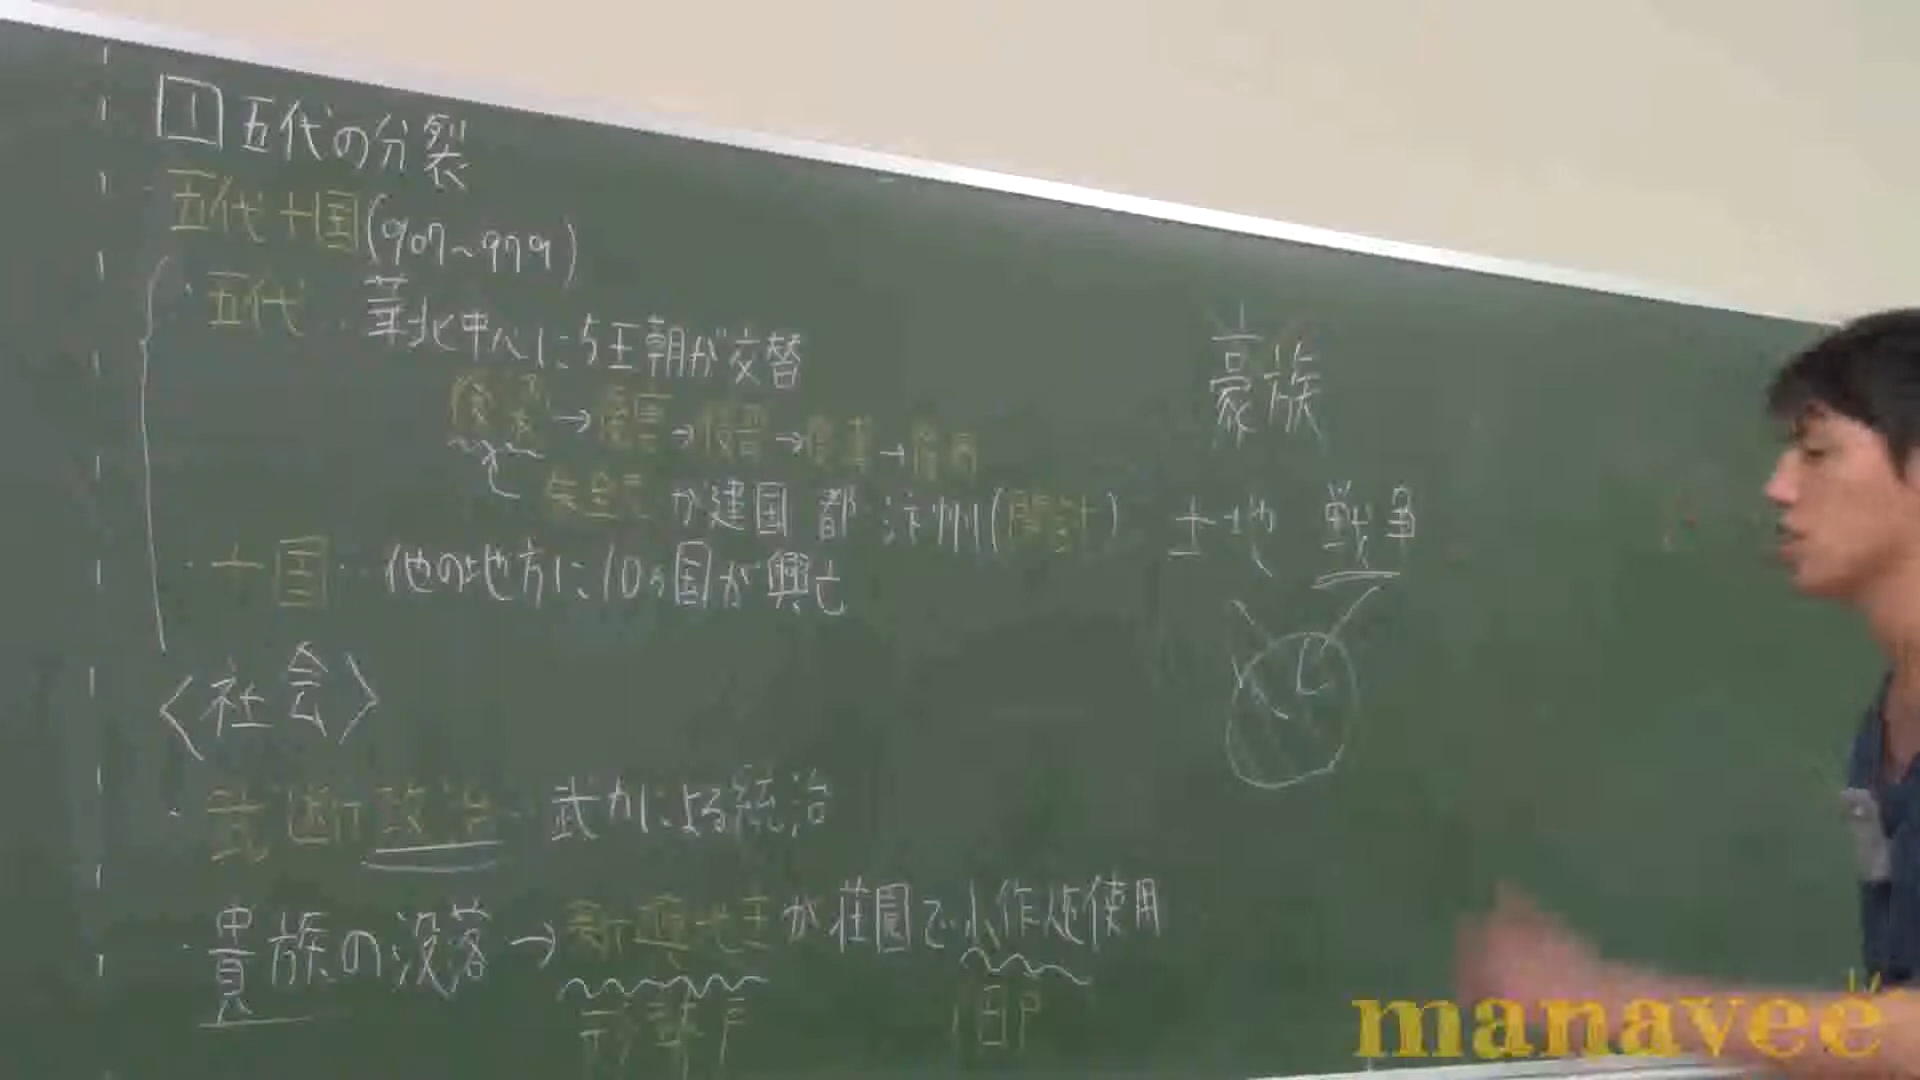 1 五代の分裂
五代十国(907~979)
・五代…華北中心に5王朝が交替
後梁→後唐→後晋→後漢→後周
朱全忠が建国 都 汴州(開封)
・十国…他の地方に10の国が興亡
〈社会〉
・武断政治…武力による統治
・貴族の没落→新興地主が荘園で小作人を使用
形勢戸
佃戸
豪族
土地 戦争
manavee